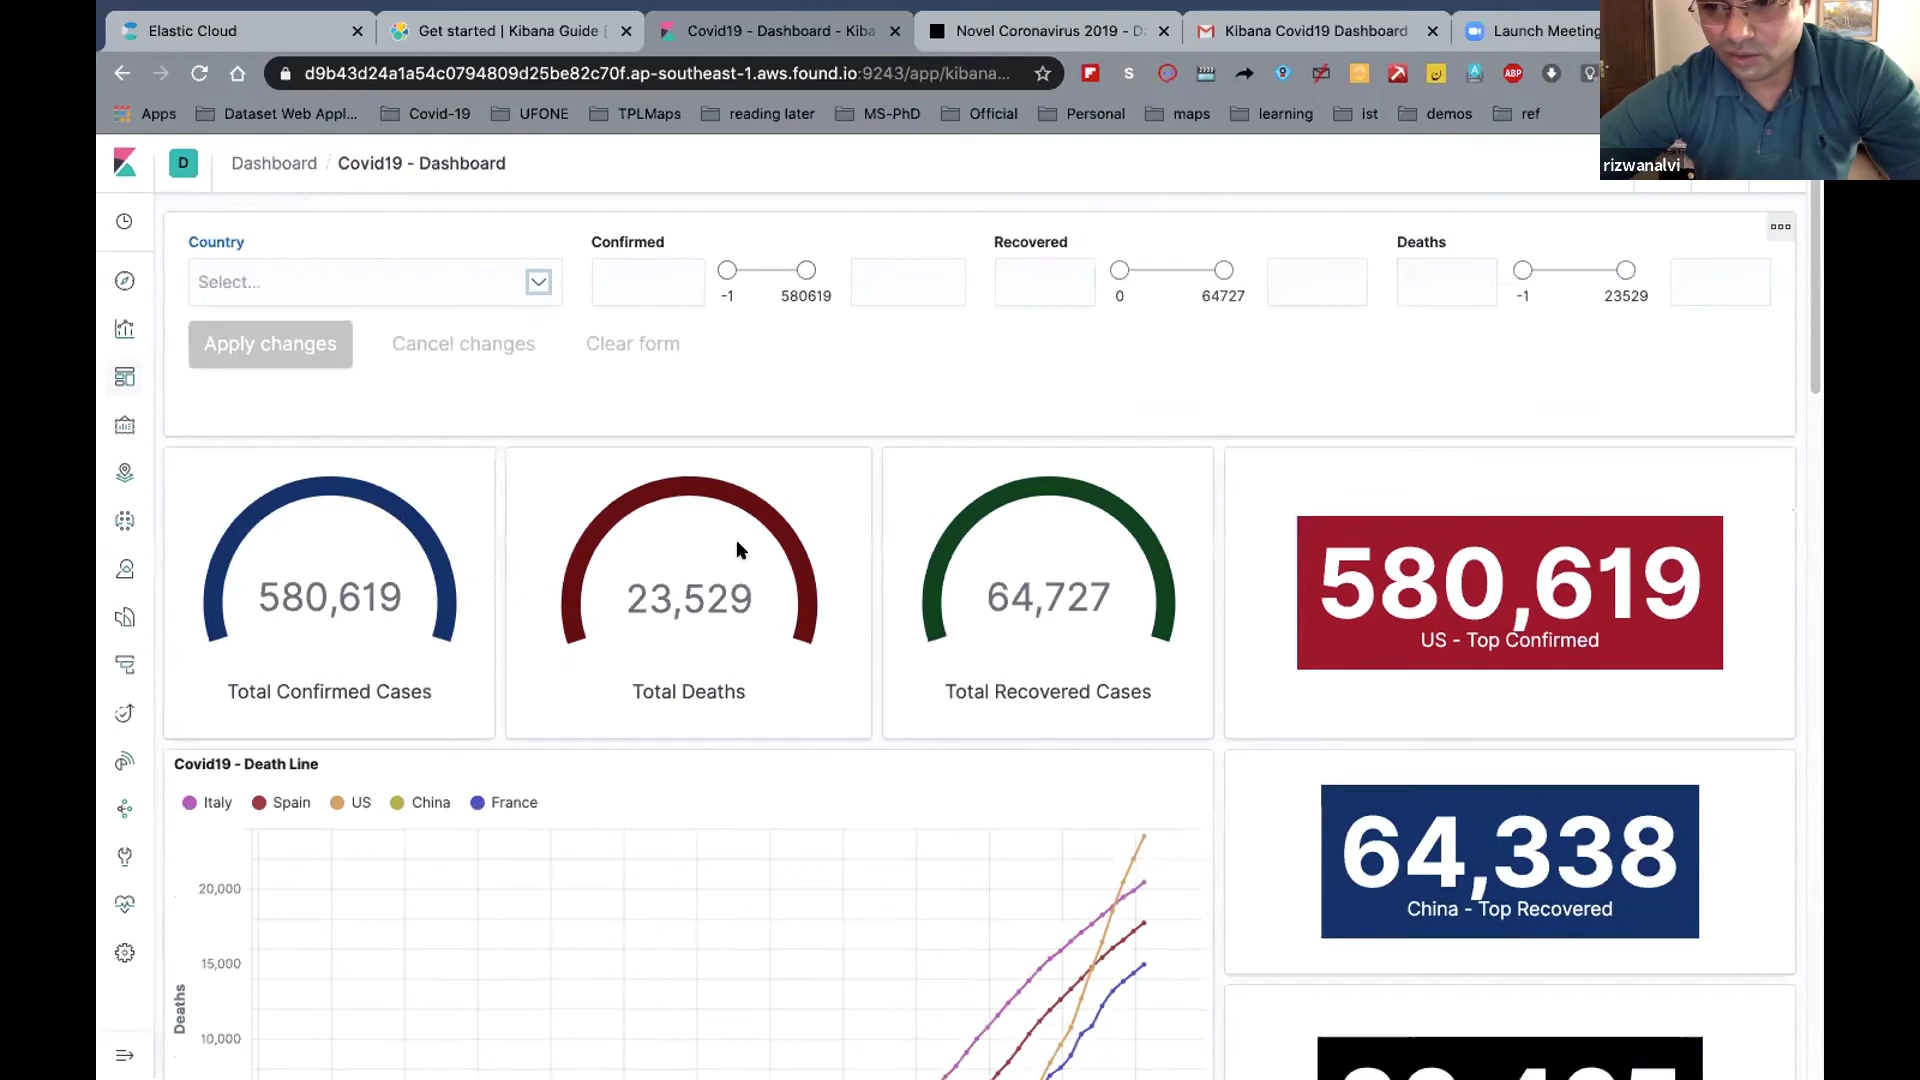 Elastic Cloud
Get started | Kibana Guide [
Covid19 - Dashboard - Kiba
Novel Coronavirus 2019 - D
Kibana Covid19 Dashboard
Launch Meeting
d9b43d24a1a54c0794809d25be82c70f.ap-southeast-1.aws.found.io:9243/app/kibana...
S
ABP
Apps
Dataset Web Appl...
Covid-19
UFONE
TPLMaps
reading later
MS-PhD
Official
Personal
maps
learning
ist
demos
ref
rizwanalvi
D
Dashboard / Covid19 - Dashboard
Country
Confirmed
Recovered
Deaths
Select...
-1
580619
0
64727
-1
23529
Apply changes
Cancel changes
Clear form
580,619
Total Confirmed Cases
23,529
Total Deaths
64,727
Total Recovered Cases
580,619
US - Top Confirmed
Covid19 - Death Line
Italy
Spain
US
China
France
20,000
15,000
10,000
Deaths
64,338
China - Top Recovered